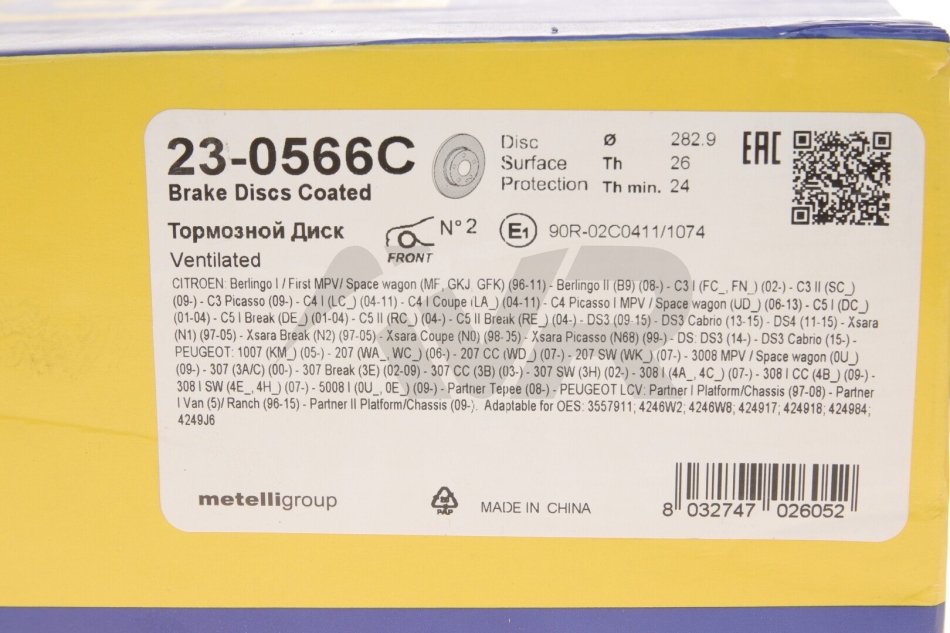 23-0566C
Brake Discs Coated
Disc Ø 282.9
Surface Th 26
Protection Th min. 24
EAC
Тормозной Диск
FRONT
N° 2
E1 90R-02C0411/1074
Ventilated
CITROEN: Berlingo I / First MPV/ Space wagon (MF, GKJ, GFK) (96-11) - Berlingo II (B9) (08-) - C3 I (FC_, FN_) (02-) - C3 II (SC_)
(09-) - C3 Picasso (09-) - C4 I (LC_) (04-11) - C4 I Coupe (LA_) (04-11) - C4 Picasso I MPV / Space wagon (UD_) (06-13) - C5 I (DC_)
(01-04) - C5 I Break (DE_) (01-04) - C5 II (RC_) (04-) - C5 II Break (RE_) (04-) - DS3 (09-15) - DS3 Cabrio (13-15) - DS4 (11-15) - Xsara
(N1) (97-05) - Xsara Break (N2) (97-05) - Xsara Coupe (N0) (98-05) - Xsara Picasso (N68) (99-) - DS: DS3 (14-) - DS3 Cabrio (15-) -
PEUGEOT: 1007 (KM_) (05-) - 207 (WA_, WC_) (06-) - 207 CC (WD_) (07-) - 207 SW (WK_) (07-) - 3008 MPV / Space wagon (0U_)
(09-) - 307 (3A/C) (00-) - 307 Break (3E) (02-09) - 307 CC (3B) (03-) - 307 SW (3H) (02-) - 308 I (4A_, 4C_) (07-) - 308 I CC (4B_) (09-) -
308 I SW (4E_, 4H_) (07-) - 5008 I (0U_, 0E_) (09-) - Partner Tepee (08-) - PEUGEOT LCV: Partner I Platform/Chassis (97-08) - Partner
I Van (5)/ Ranch (96-15) - Partner II Platform/Chassis (09-). Adaptable for OES: 3557911; 4246W2; 4246W8; 424917; 424918; 424984;
4249J6
metelligroup
PAP
MADE IN CHINA
8 032747 026052